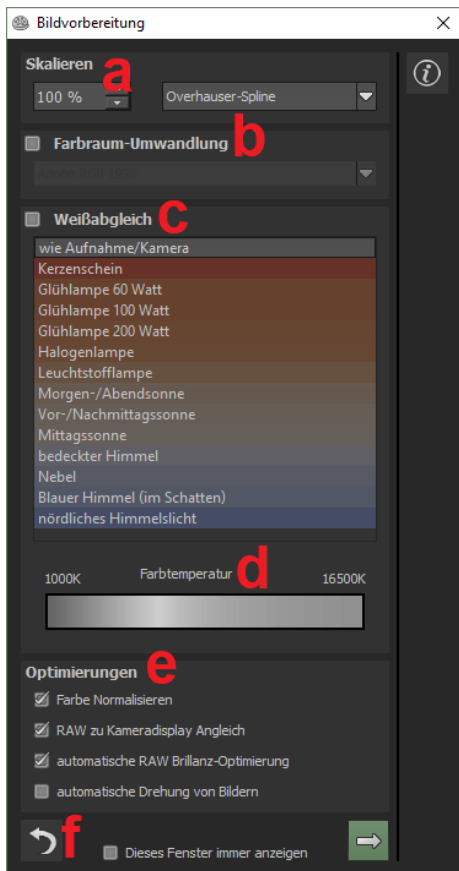 Bildvorbereitung
Skalieren a
100 % Overhauser-Spline
Farbraum-Umwandlung b
Adobe RGB 1998
Weißabgleich c
wie Aufnahme/Kamera
Kerzenschein
Glühlampe 60 Watt
Glühlampe 100 Watt
Glühlampe 200 Watt
Halogenlampe
Leuchtstofflampe
Morgen-/Abendsonne
Vor-/Nachmittagssonne
Mittagssonne
bedeckter Himmel
Nebel
Blauer Himmel (im Schatten)
nördliches Himmelslicht
1000K Farbtemperatur d 16500K
Optimierungen e
Farbe Normalisieren
RAW zu Kameradisplay Angleich
automatische RAW Brillanz-Optimierung
automatische Drehung von Bildern
f Dieses Fenster immer anzeigen